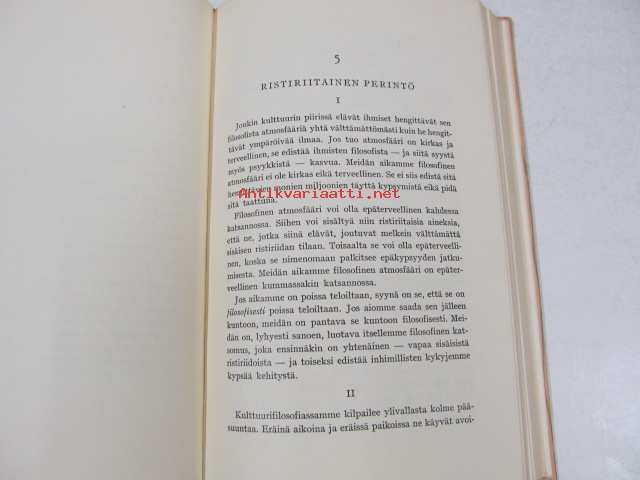 5
RISTIRIITAINEN PERINTÖ
I
Jonkin kulttuurin piirissä elävät ihmiset hengittävät sen
filosofista atmosfääriä yhtä välttämättömästi kuin he hengit-
tävät ympäröivää ilmaa. Jos tuo atmosfääri on kirkas ja
terveellinen, se edistää ihmisten filosofista — ja siitä syystä
myös psyykkistä — kasvua. Meidän aikamme filosofinen
atmosfääri ei ole kirkas eikä terveellinen. Se ei siis edistä sitä
hengittävien monien miljoonien täyttä kypsymistä eikä pidä
sitä taattuna.
Antikvariaatti.net
Filosofinen atmosfääri voi olla epäterveellinen kahdessa
katsannossa. Siihen voi sisältyä niin ristiriitaisia aineksia,
että ne, jotka siinä elävät, joutuvat melkein välttämättä
sisäisen ristiriidan tilaan. Toisaalta se voi olla epäterveelli-
nen, koska se nimenomaan palkitsee epäkypsyyden jatku-
misesta. Meidän aikamme filosofinen atmosfääri on epäter-
veellinen kummassakin katsannossa.
Jos aikamme on poissa teloiltaan, syynä on se, että se on
filosofisesti poissa teloiltaan. Jos aiomme saada sen jälleen
kuntoon, meidän on pantava se kuntoon filosofisesti. Mei-
dän on, lyhyesti sanoen, luotava itsellemme filosofinen kat-
somus, joka ensinnäkin on yhtenäinen — vapaa sisäisistä
ristiriidoista — ja toiseksi edistää inhimillisten kykyjemme
kypsää kehitystä.
II
Kulttuurifilosofiassamme kilpailee ylivallasta kolme pää-
suuntaa. Eräinä aikoina ja eräissä paikoissa ne käyvät avoi-